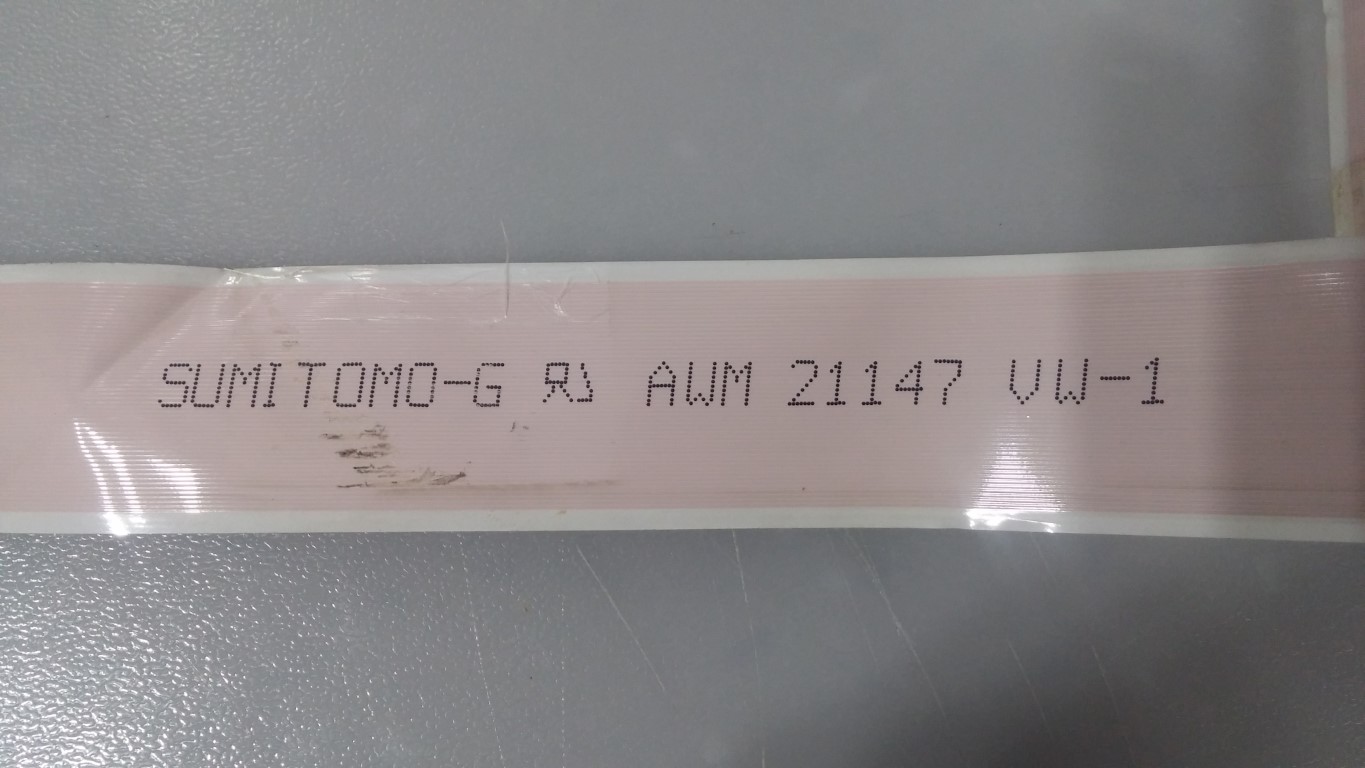 SUMITOMO-G AWM 21147 VW-1